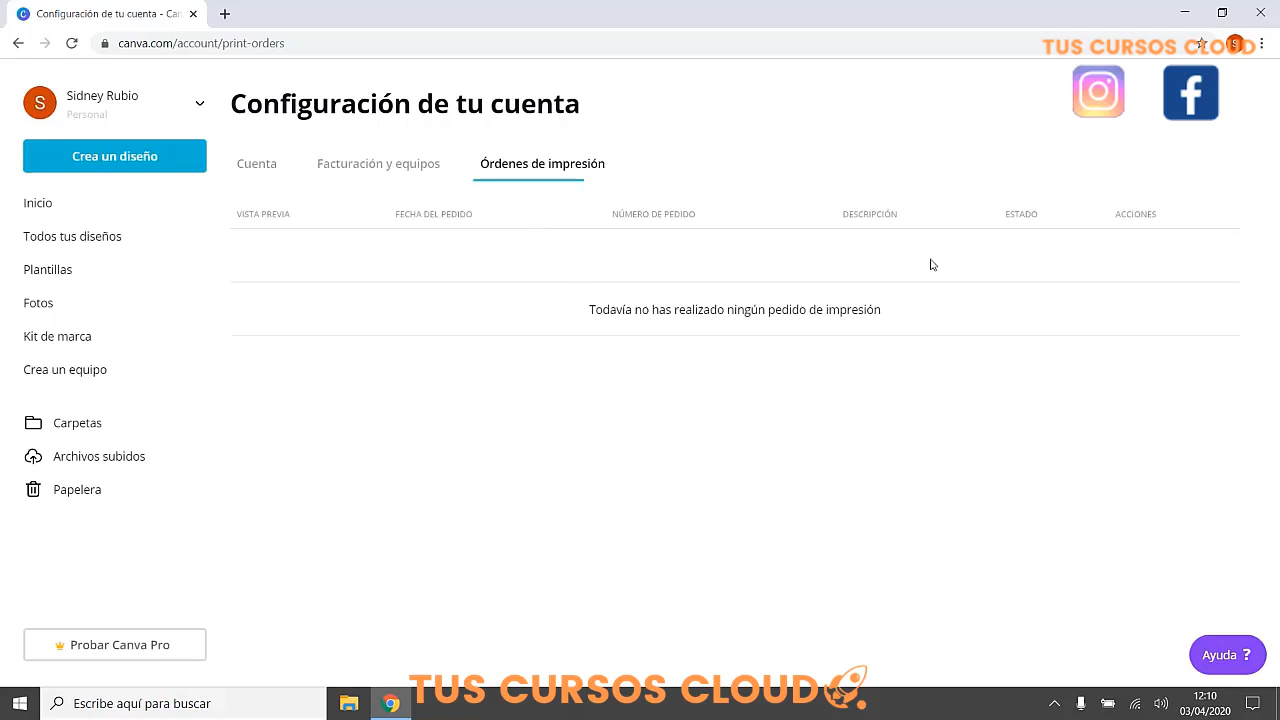 Configuración de tu cuenta - Can
canva.com/account/print-orders
TUS CURSOS CLOUD
S
Sidney Rubio
Personal
Configuración de tu cuenta
Crea un diseño
Cuenta Facturación y equipos Órdenes de impresión
Inicio
VISTA PREVIA FECHA DEL PEDIDO NÚMERO DE PEDIDO DESCRIPCIÓN ESTADO ACCIONES
Todos tus diseños
Plantillas
Fotos
Todavía no has realizado ningún pedido de impresión
Kit de marca
Crea un equipo
Carpetas
Archivos subidos
Papelera
Probar Canva Pro
Ayuda ?
TUS CURSOS CLOUD
Escribe aquí para buscar
12:10
03/04/2020